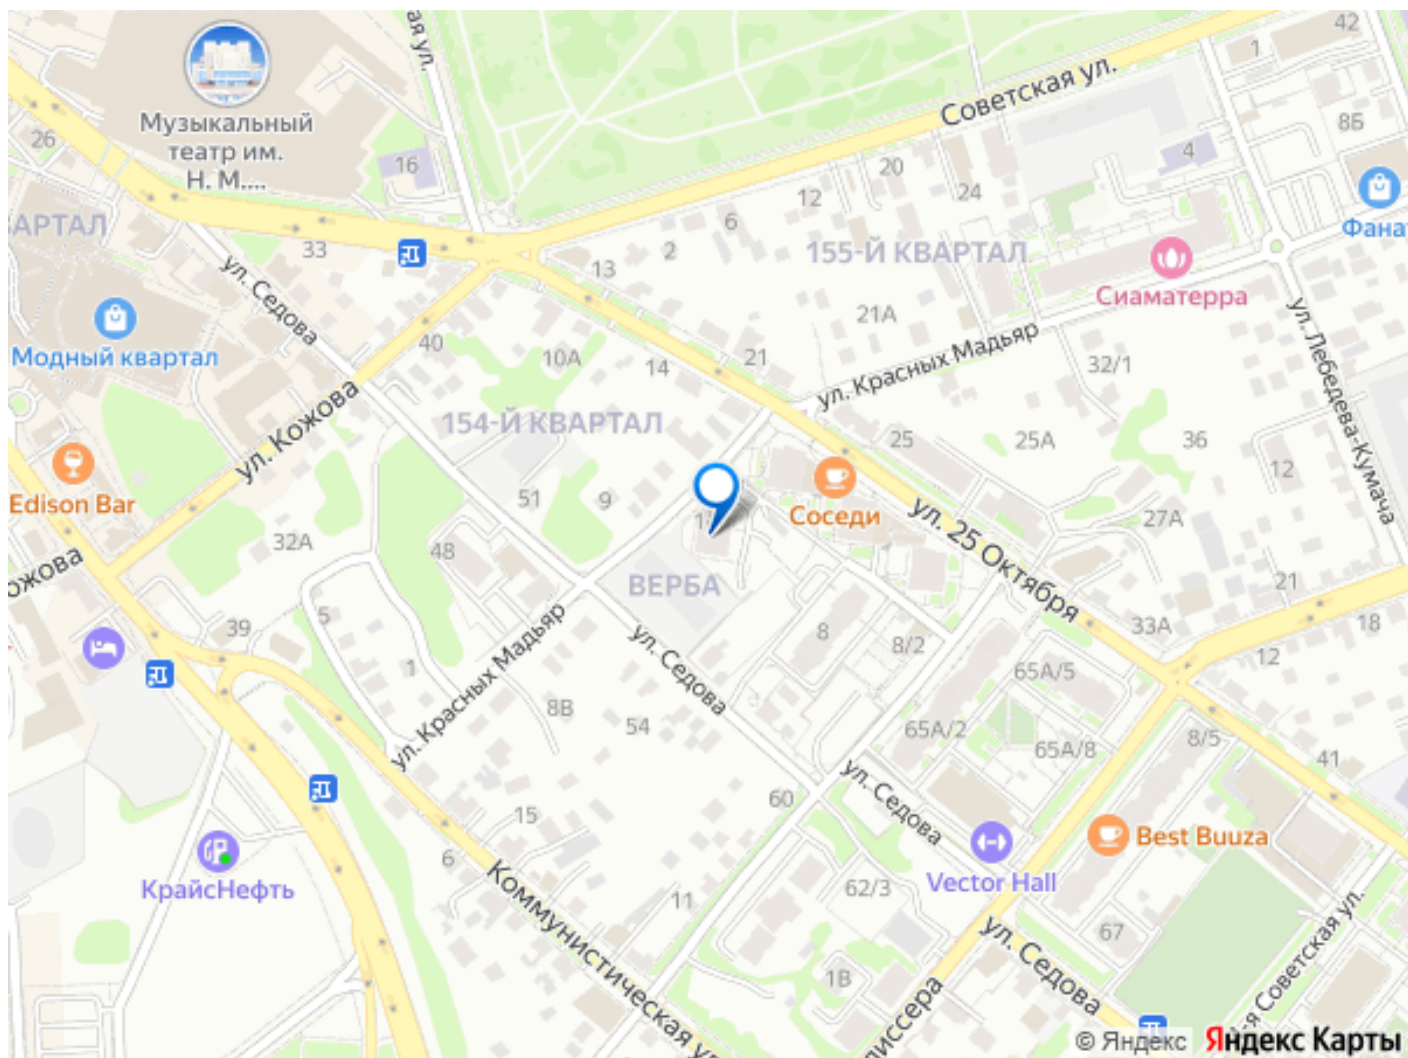 42
1
ая ул.
Советская ул.
Музыкальный
театр им.
Н. М....
26
16
8Б
4
20
24
12
6
2
КВАРТАЛ
33
ул. Седова
13
155-Й КВАРТАЛ
Фана
Сиаматерра
21А
Модный квартал
40
10А
14
21
ул. Красных Мадьяр
32/1
ул. Лебедева-Кумача
ул. Кожова
154-Й КВАРТАЛ
25
25А
36
12
Edison Bar
51
9
Соседи
ул. 25 Октября
27А
32А
48
ВЕРБА
21
ожова
5
39
1
ул. Красных Мадьяр
ул. Седова
8
8/2
33А
18
12
65А/5
8В
54
65А/2
65А/8
8/5
41
60
ул. Седова
15
6
КрайсНефть
Best Buuza
Vector Hall
62/3
11
67
Коммунистическая ул
1В
ул. Седова
-я Советская ул.
лиссера
© Яндекс Яндекс Карты